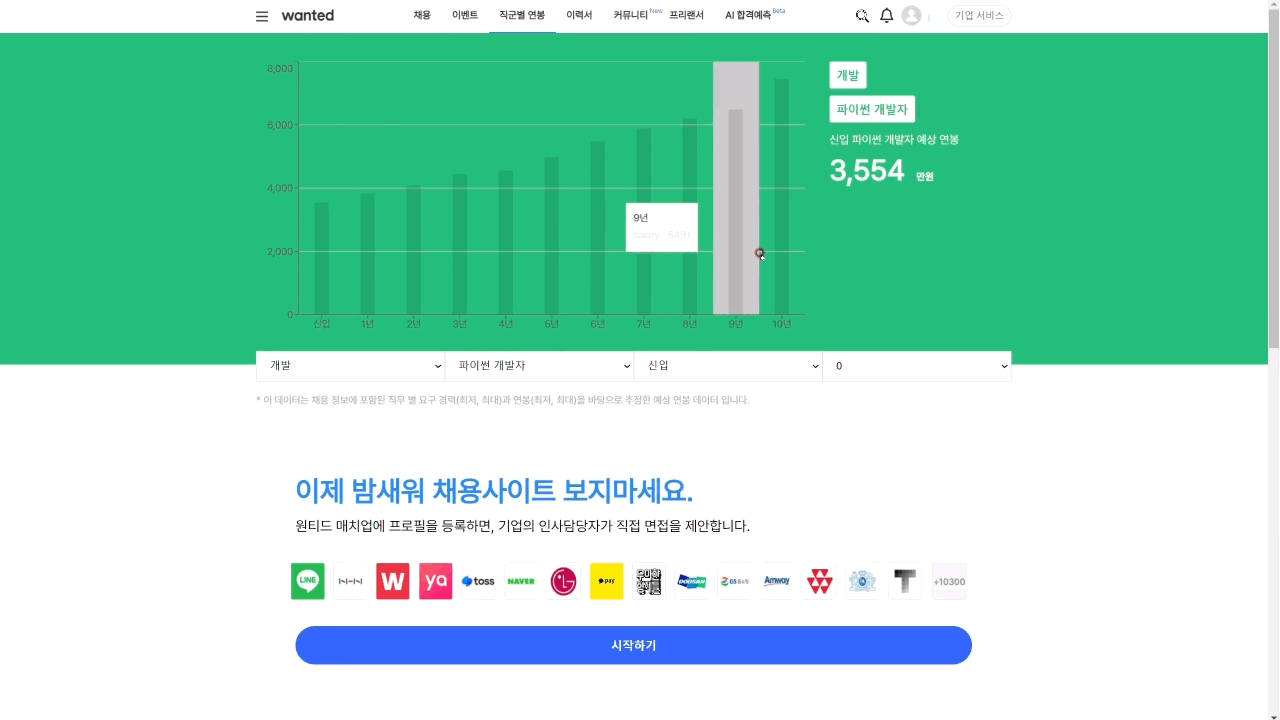 wanted
채용 이벤트 직군별 연봉 이력서 커뮤니티 New 프리랜서 AI 합격예측 Beta
기업 서비스
8,000
6,000
4,000
2,000
0
신입 1년 2년 3년 4년 5년 6년 7년 8년 9년 10년
9년
salary : 6491
개발
파이썬 개발자
신입 파이썬 개발자 예상 연봉
3,554 만원
개발 파이썬 개발자 신입 0
* 이 데이터는 채용 정보에 포함된 직무 별 요구 경력(최저, 최대)과 연봉(최저, 최대)을 바탕으로 추정한 예상 연봉 데이터 입니다.
이제 밤새워 채용사이트 보지마세요.
원티드 매치업에 프로필을 등록하면, 기업의 인사담당자가 직접 면접을 제안합니다.
LINE NHN W ya toss NAVER LG pay DOOSAN GS홈쇼핑 Amway T +10300
시작하기